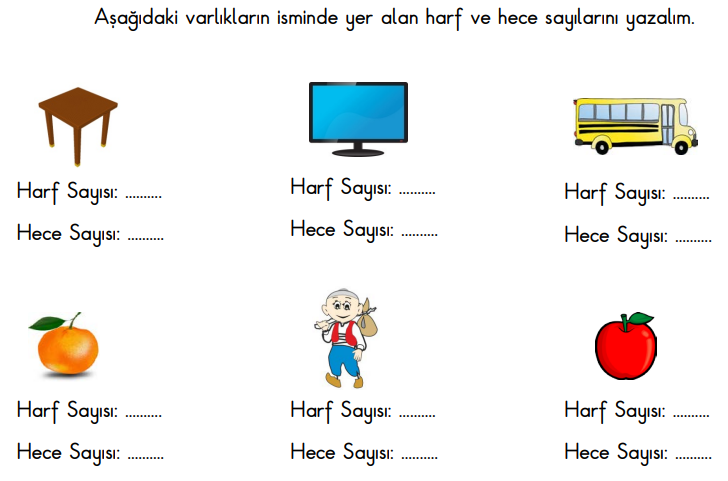 Aşağıdaki varlıkların isminde yer alan harf ve hece sayılarını yazalım.
Harf Sayısı: ..........
Harf Sayısı: ..........
Harf Sayısı: ..........
Hece Sayısı: ..........
Hece Sayısı: ..........
Hece Sayısı: ..........
Harf Sayısı: ..........
Harf Sayısı: ..........
Harf Sayısı: ..........
Hece Sayısı: ..........
Hece Sayısı: ..........
Hece Sayısı: ..........